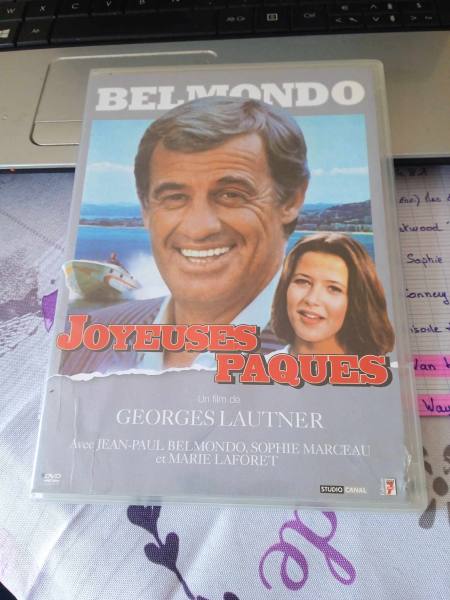 BELMONDO
JOYEUSES
PAQUES
Un film de
GEORGES LAUTNER
Avec JEAN-PAUL BELMONDO, SOPHIE MARCEAU
et MARIE LAFORÊT
DVD
STUDIO CANAL
Sophie